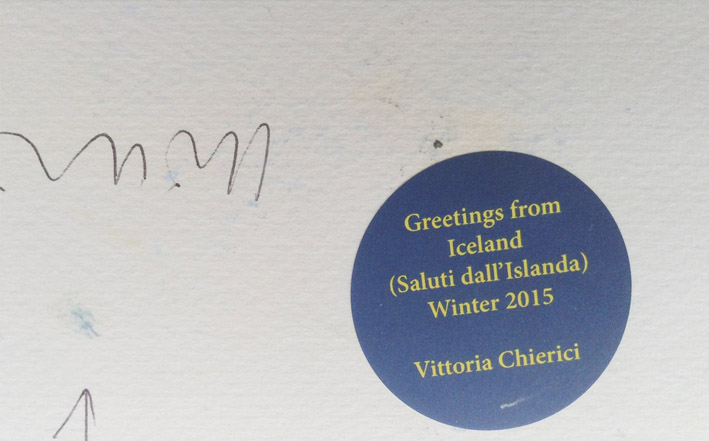 Greetings from
Iceland
(Saluti dall'Islanda)
Winter 2015
Vittoria Chierici